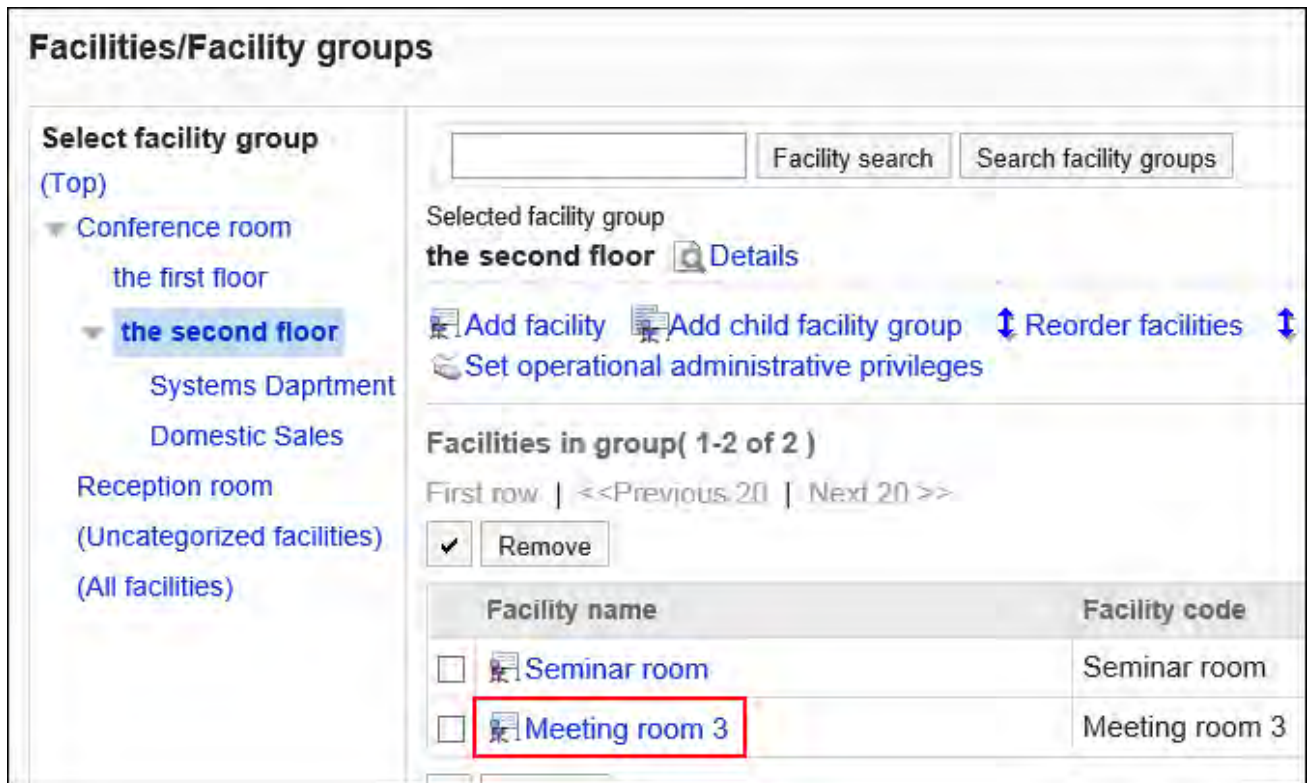 Facilities/Facility groups
Select facility group
(Top)
Conference room
the first floor
the second floor
Systems Daprtment
Domestic Sales
Reception room
(Uncategorized facilities)
(All facilities)
Facility search Search facility groups
Selected facility group
the second floor Details
Add facility Add child facility group Reorder facilities
Set operational administrative privileges
Facilities in group( 1-2 of 2 )
First row | <<Previous 20 | Next 20 >>
Remove
Facility name Facility code
Seminar room Seminar room
Meeting room 3 Meeting room 3